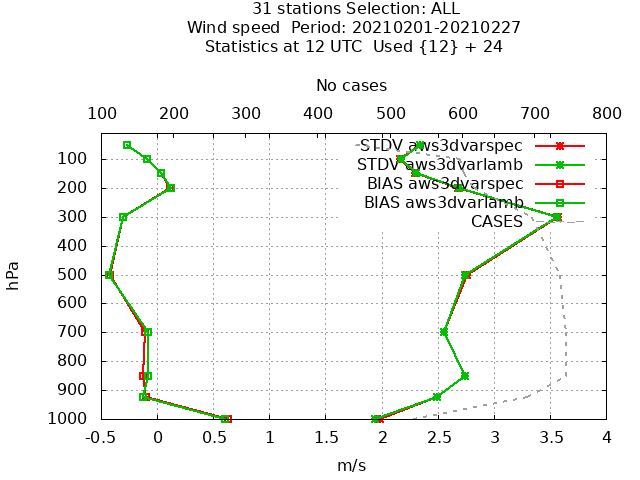 31 stations Selection: ALL
Wind speed  Period: 20210201-20210227
Statistics at 12 UTC  Used {12} + 24
No cases
100 200 300 400 500 600 700 800
STDV aws3dvarspec
100
STDV aws3dvarlamb
BIAS aws3dvarspec
200
BIAS aws3dvarlamb
300
CASES
400
hPa
500
600
700
800
900
1000
-0.5 0 0.5 1 1.5 2 2.5 3 3.5 4
m/s